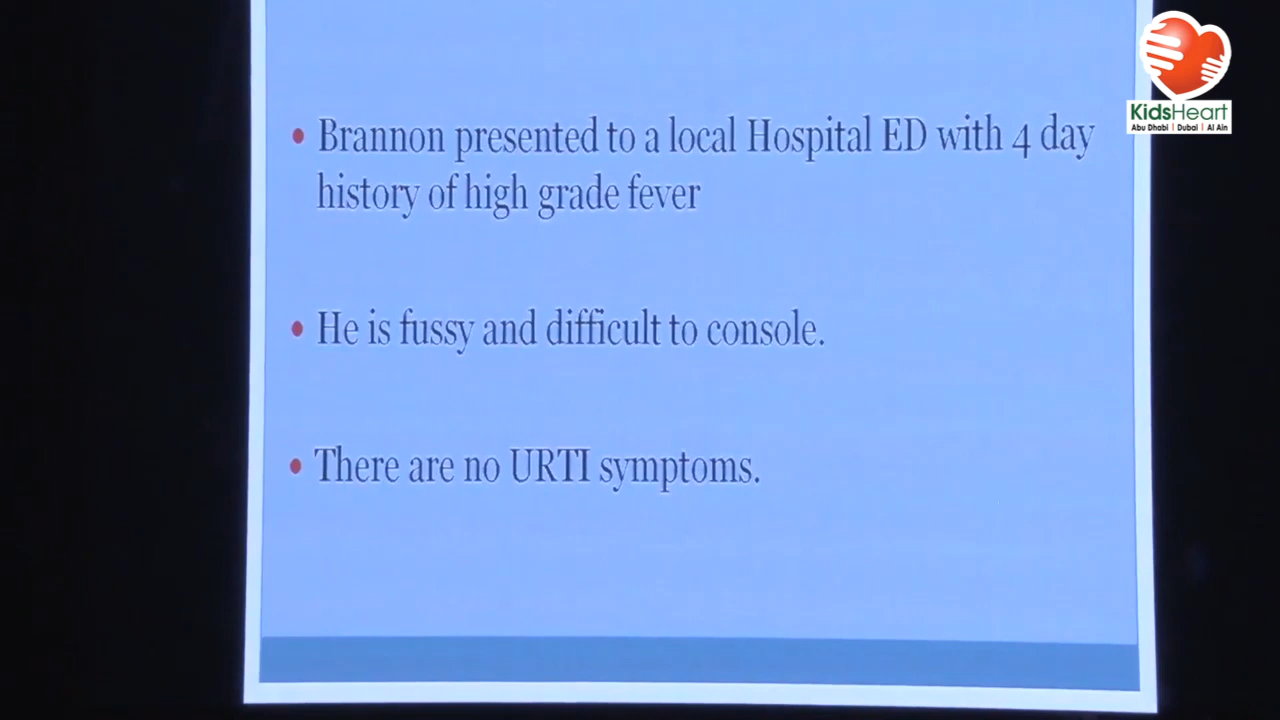 KidsHeart
Abu Dhabi | Dubai | Al Ain
• Brannon presented to a local Hospital ED with 4 day
history of high grade fever
• He is fussy and difficult to console.
• There are no URTI symptoms.